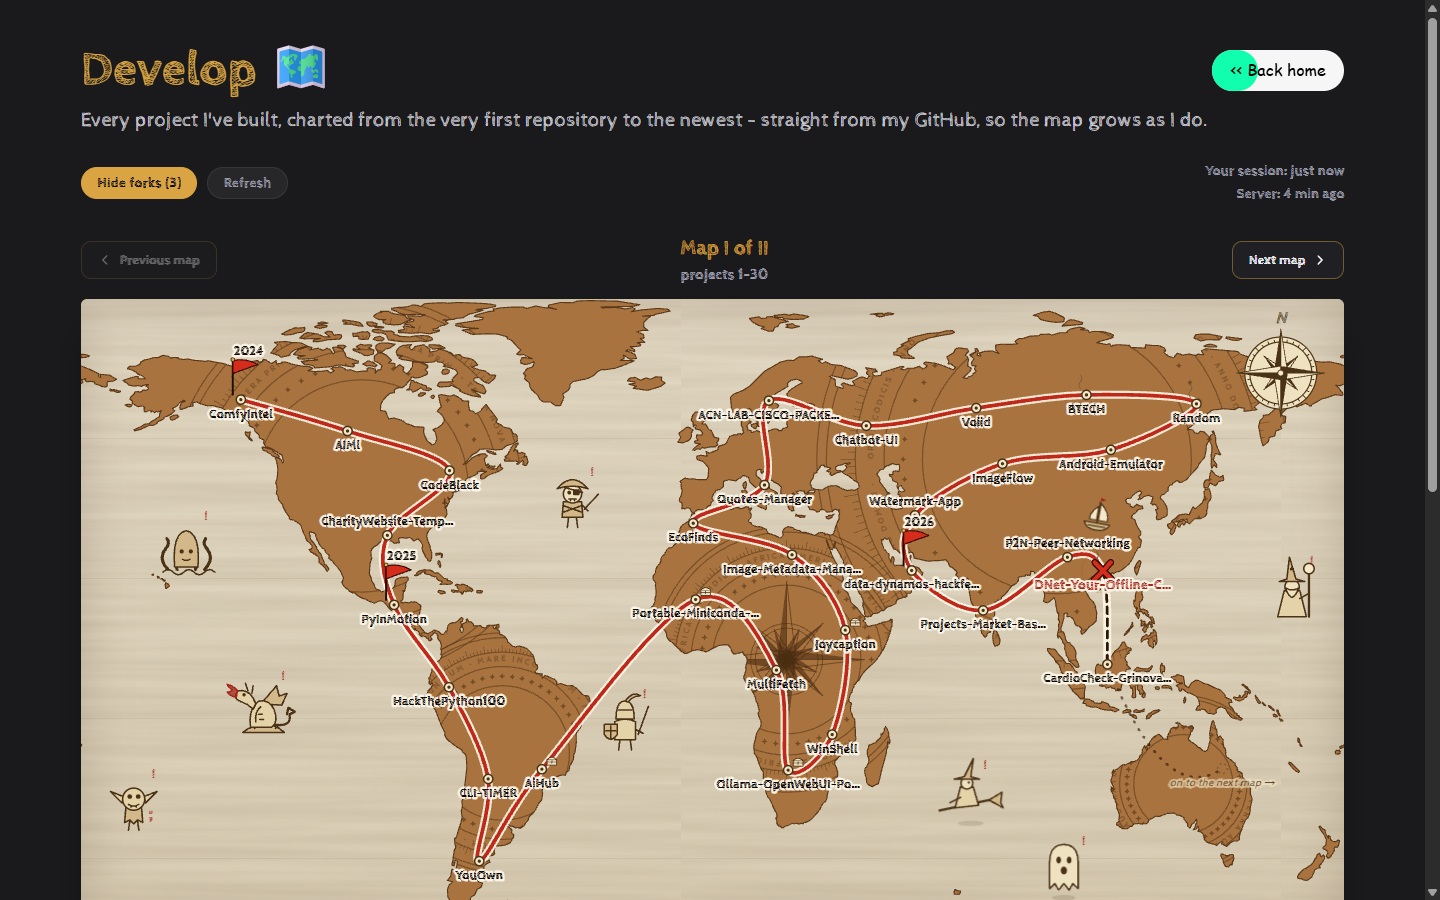 Develop
<< Back home
Every project I've built, charted from the very first repository to the newest - straight from my GitHub, so the map grows as I do.
Hide forks (3)
Refresh
Your session: just now
Server: 4 min ago
Previous map
Map 1 of 11
projects 1-30
Next map
N
2024
ComfyIntel
AiMi
CodeBlack
CharityWebsite-Temp...
2025
PyInMotion
HackThePython100
CLI-TIMER
AiHub
YouOwn
ACN-LAB-CISCO-PACKE...
Chatbot-UI
Valid
BTECH
Random
Android-Emulator
ImageFlow
Quotes-Manager
Watermark-App
2026
EcoFinds
P2N-Peer-Networking
Image-Metadata-Mana...
data-dynamos-hackfe...
DNet-Your-Offline-C...
Portable-Miniconda-...
Projects-Market-Bas...
Joycaption
MultiFetch
CardioCheck-Grinova...
WinShell
Ollama-OpenWebUI-Po...
on to the next map →